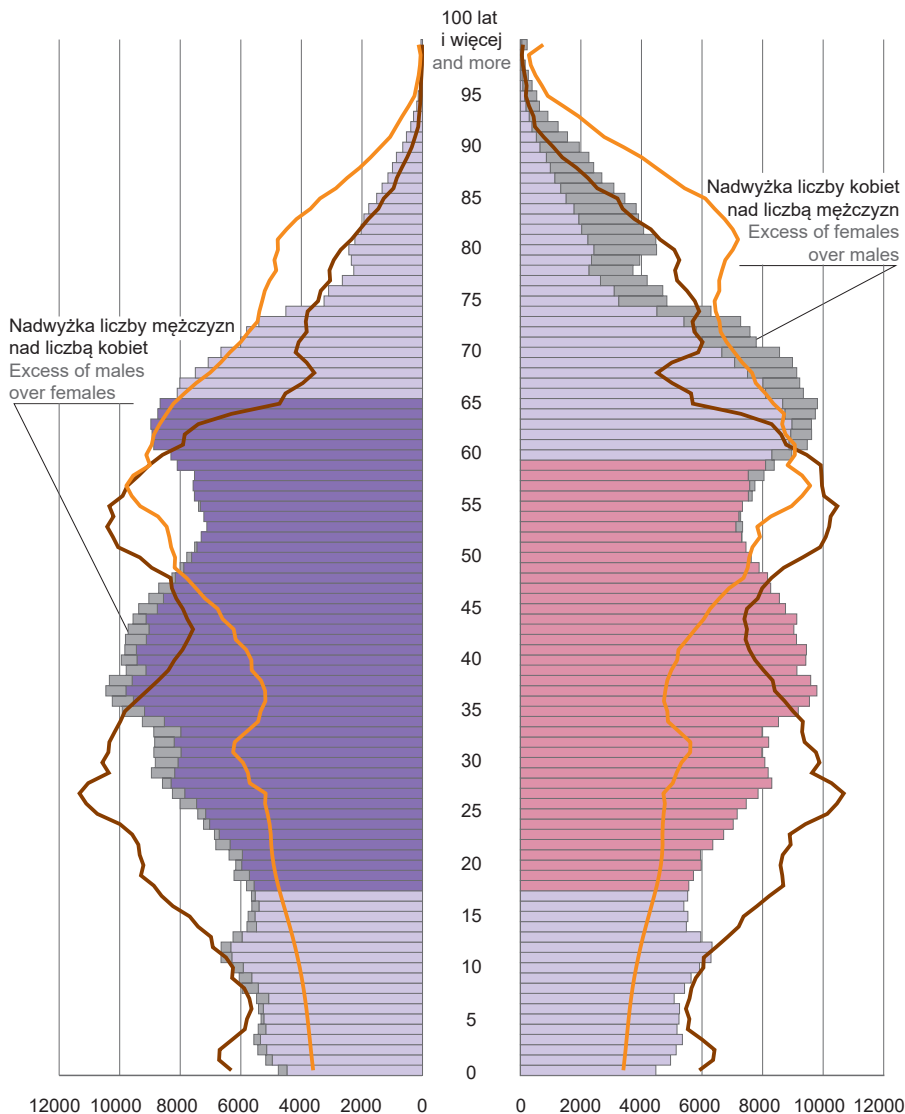 100 lat
i więcej
and more
95
90
85
80
75
70
65
60
55
50
45
40
35
30
25
20
15
10
5
0
Nadwyżka liczby kobiet
nad liczbą mężczyzn
Excess of females
over males
Nadwyżka liczby mężczyzn
nad liczbą kobiet
Excess of males
over females
12000 10000 8000 6000 4000 2000 0 0 2000 4000 6000 8000 10000 12000